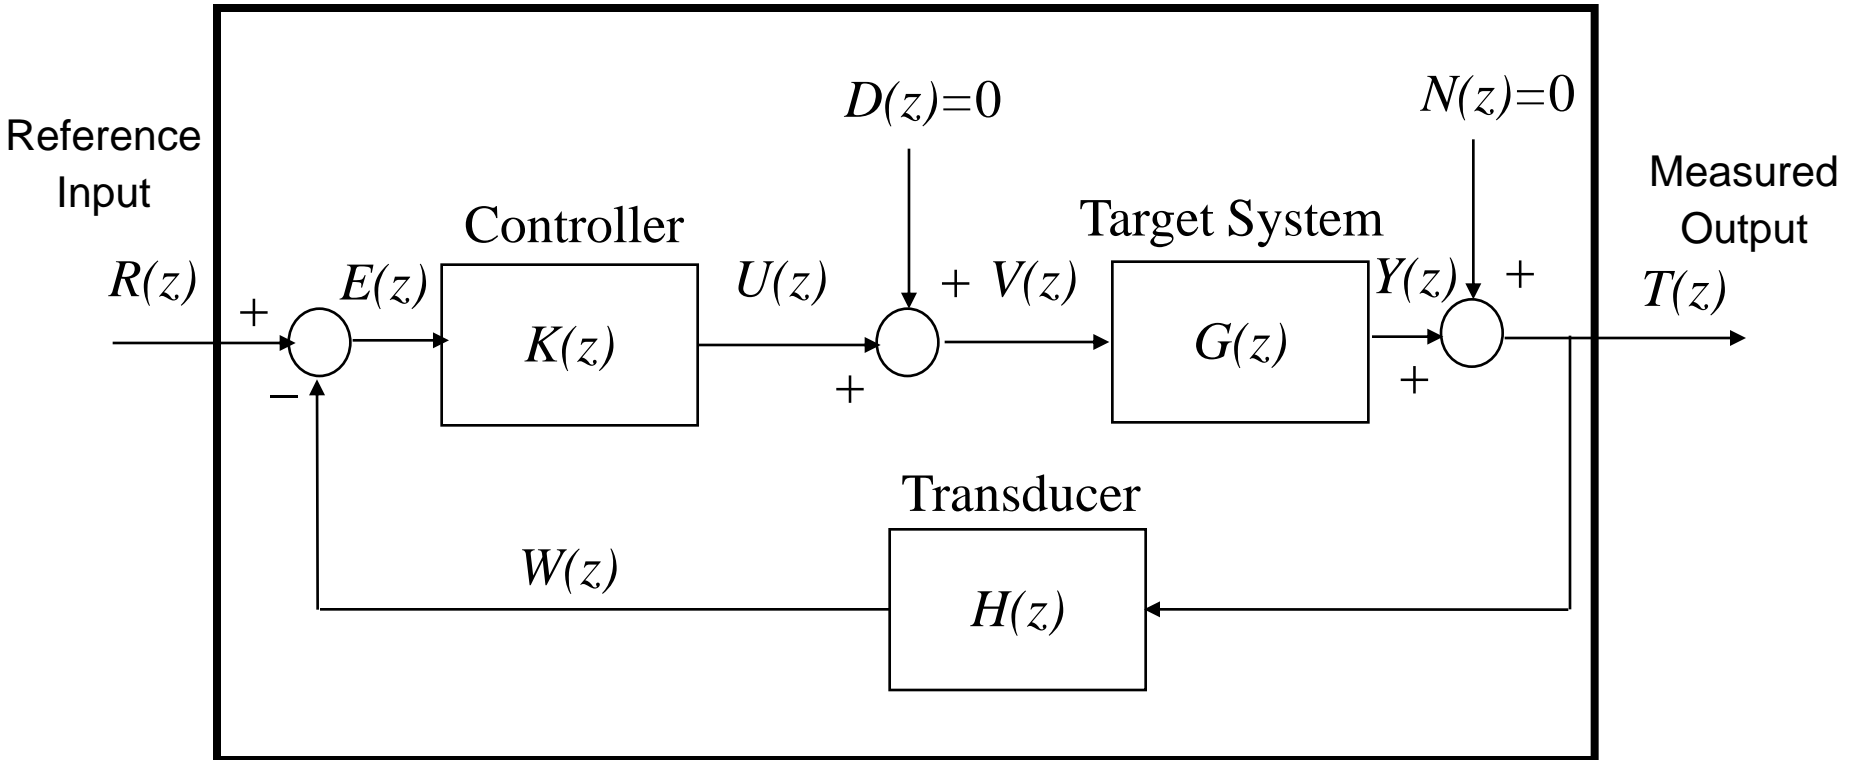 Reference
Input
R(z)
+
−
E(z)
Controller
K(z)
U(z)
D(z)=0
+
+
V(z)
Target System
G(z)
Y(z)
N(z)=0
+
+
Measured
Output
T(z)
Transducer
H(z)
W(z)